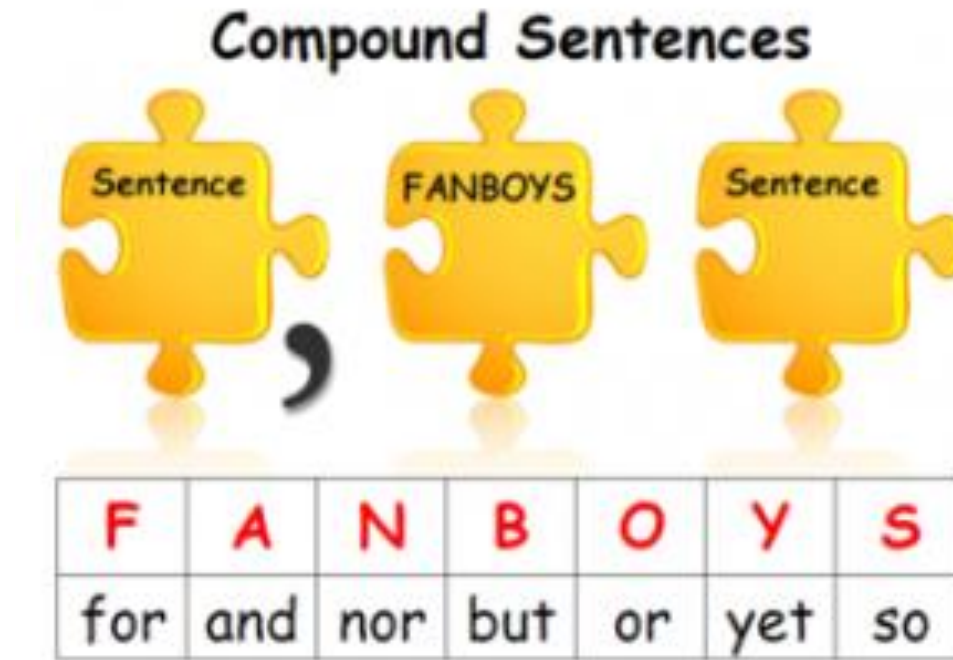 Compound Sentences
Sentence FANBOYS Sentence
,
F A N B O Y S
for and nor but or yet so